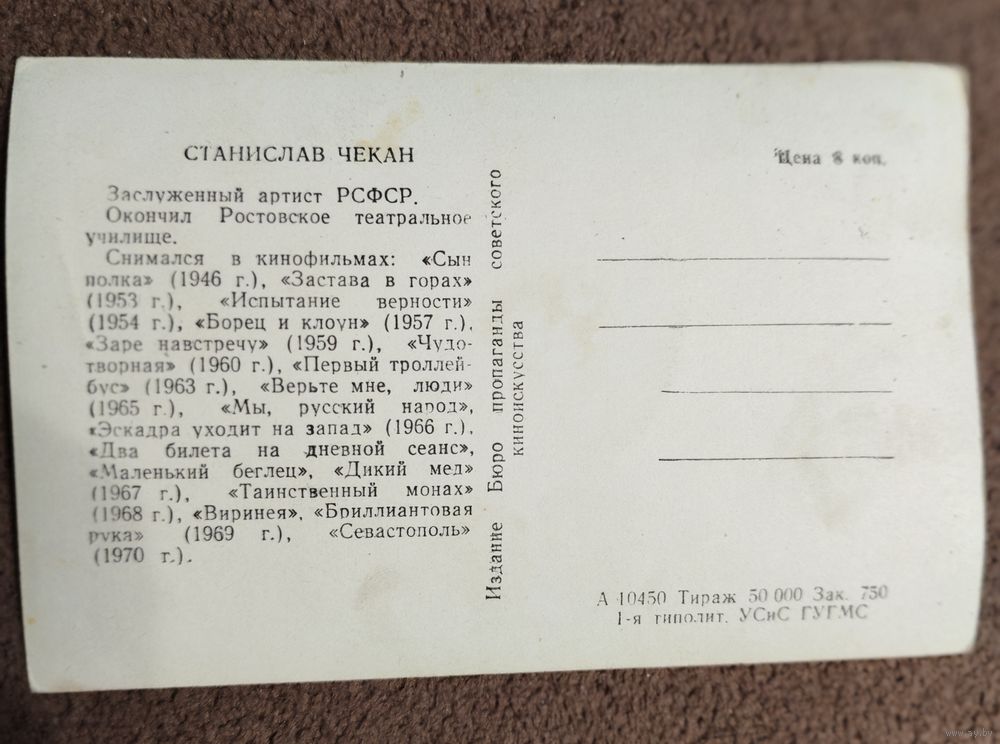 СТАНИСЛАВ ЧЕКАН
Заслуженный артист РСФСР.
Окончил Ростовское театральное
училище.
Снимался в кинофильмах: «Сын
полка» (1946 г.), «Застава в горах»
(1953 г.), «Испытание верности»
(1954 г.), «Борец и клоун» (1957 г.),
«Заре навстречу» (1959 г.), «Чудо-
творная» (1960 г.), «Первый троллей-
бус» (1963 г.), «Верьте мне, люди»
(1965 г.), «Мы, русский народ»,
«Эскадра уходит на запад» (1966 г.),
«Два билета на дневной сеанс»,
«Маленький беглец», «Дикий мед»
(1967 г.), «Таинственный монах»
(1968 г.), «Виринея», «Бриллиантовая
рука» (1969 г.), «Севастополь»
(1970 г.).
Издание Бюро пропаганды советского
киноискусства
Цена 8 коп.
А 10450 Тираж 50 000 Зак. 750
1-я типолит. УСиС ГУГМС
www.ay.by